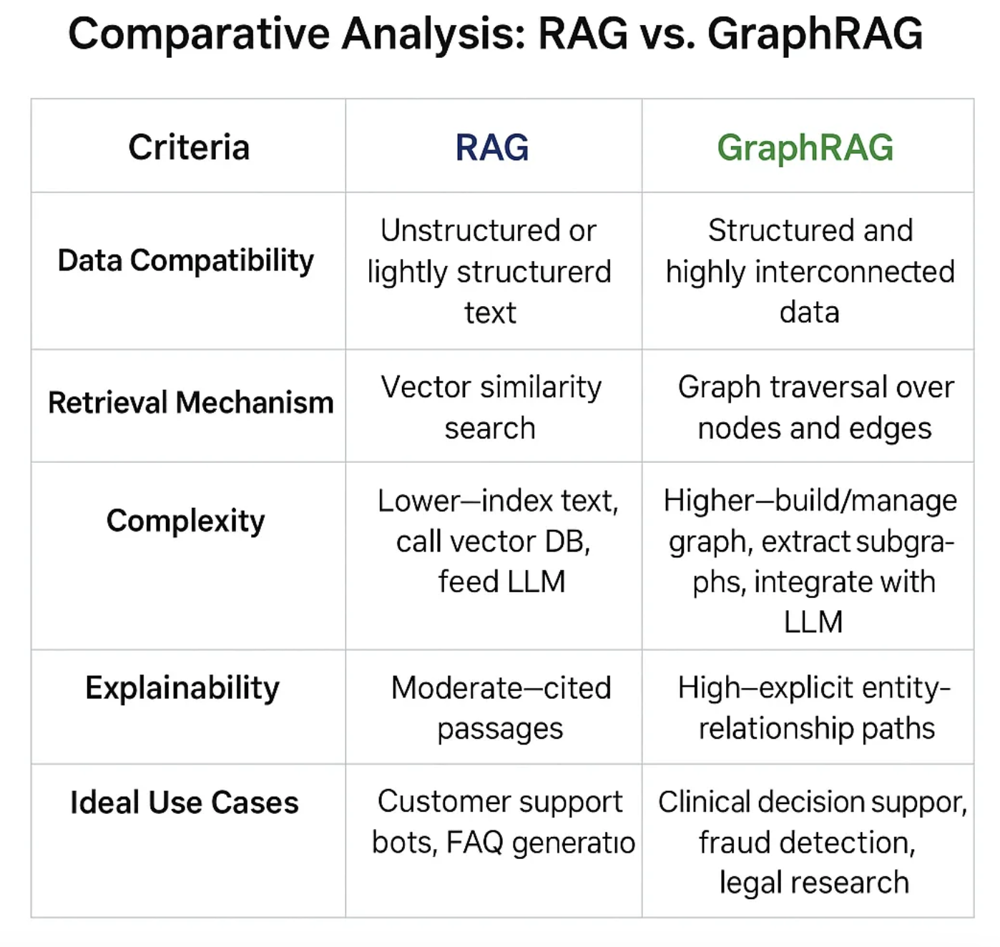 Comparative Analysis: RAG vs. GraphRAG
Criteria
RAG
GraphRAG
Data Compatibility
Unstructured or
lightly structurerd
text
Structured and
highly interconnected
data
Retrieval Mechanism
Vector similarity
search
Graph traversal over
nodes and edges
Complexity
Lower—index text,
call vector DB,
feed LLM
Higher—build/manage
graph, extract subgra-
phs, integrate with
LLM
Explainability
Moderate—cited
passages
High—explicit entity-
relationship paths
Ideal Use Cases
Customer support
bots, FAQ generatıo
Clinical decision suppor,
fraud detection,
legal research